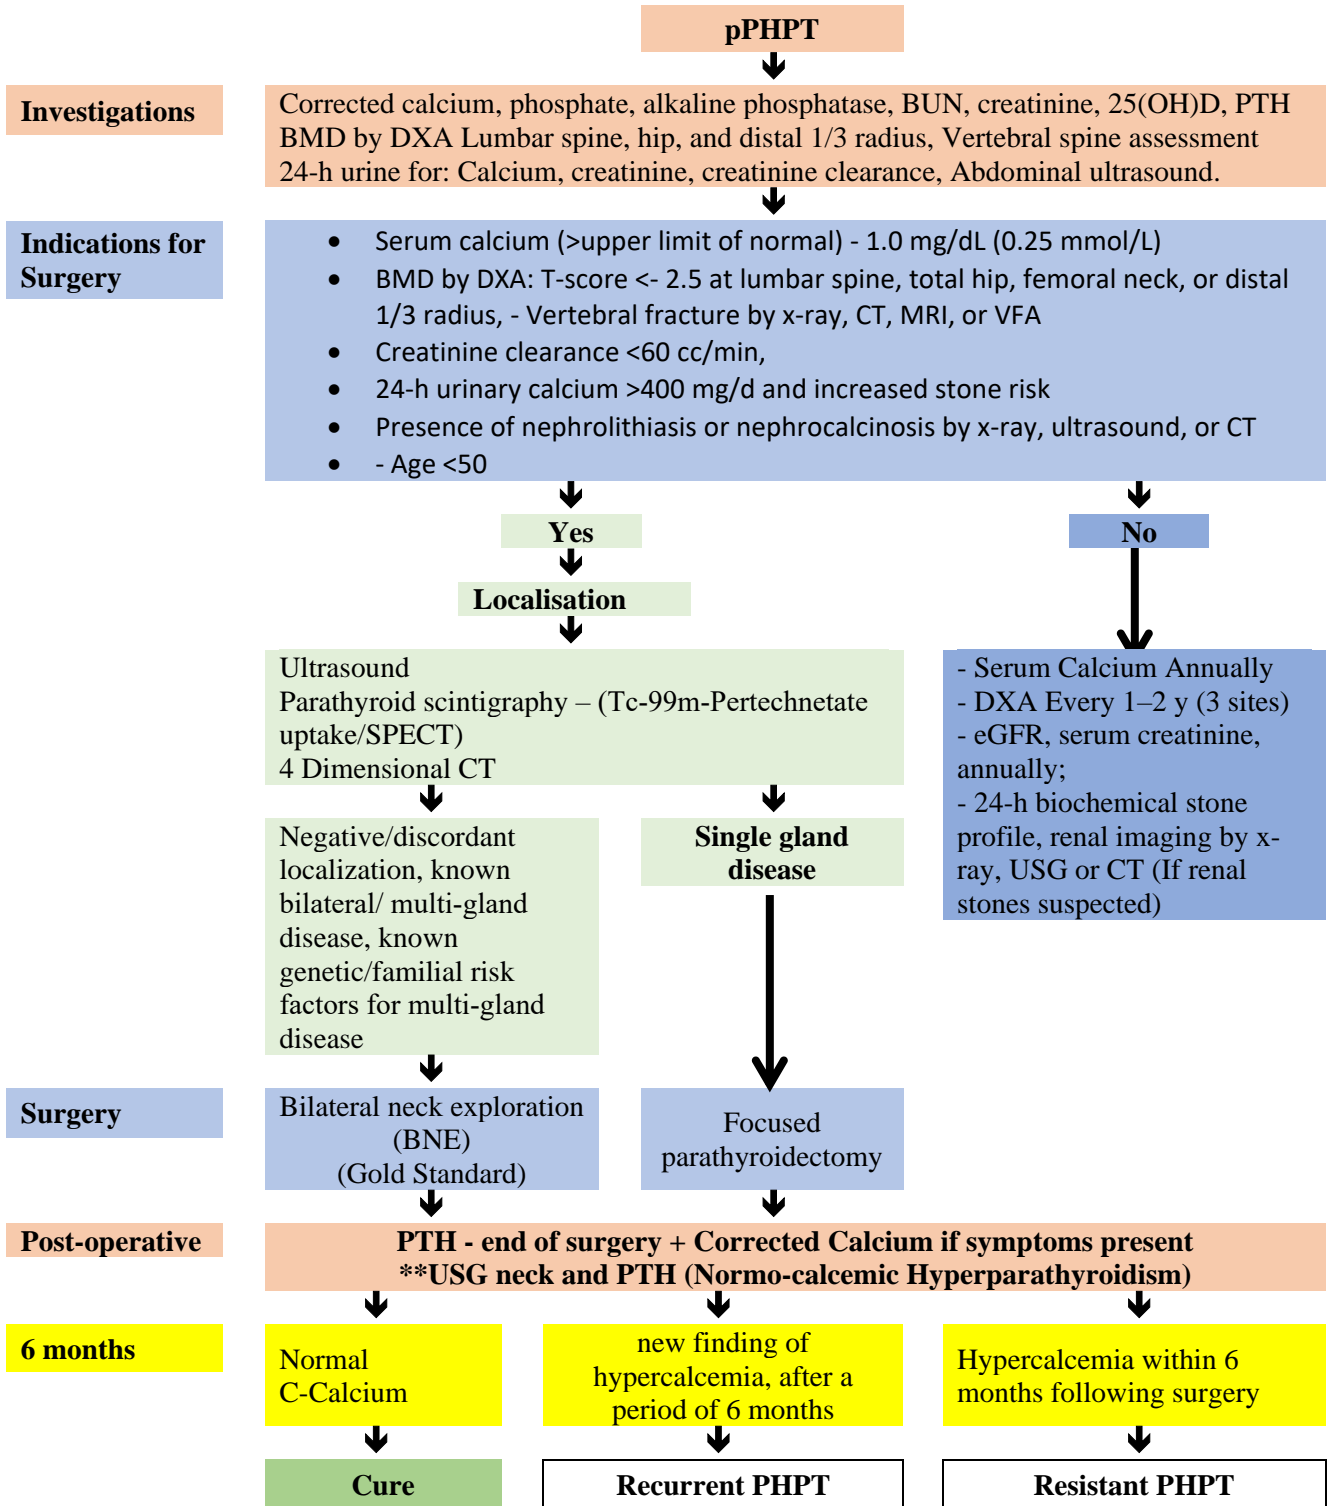 pPHPT
Investigations
Corrected calcium, phosphate, alkaline phosphatase, BUN, creatinine, 25(OH)D, PTH
BMD by DXA Lumbar spine, hip, and distal 1/3 radius, Vertebral spine assessment
24-h urine for: Calcium, creatinine, creatinine clearance, Abdominal ultrasound.
Indications for
Surgery
• Serum calcium (>upper limit of normal) - 1.0 mg/dL (0.25 mmol/L)
• BMD by DXA: T-score <- 2.5 at lumbar spine, total hip, femoral neck, or distal
1/3 radius, - Vertebral fracture by x-ray, CT, MRI, or VFA
• Creatinine clearance <60 cc/min,
• 24-h urinary calcium >400 mg/d and increased stone risk
• Presence of nephrolithiasis or nephrocalcinosis by x-ray, ultrasound, or CT
• - Age <50
Yes
No
Localisation
Ultrasound
Parathyroid scintigraphy – (Tc-99m-Pertechnetate
uptake/SPECT)
4 Dimensional CT
- Serum Calcium Annually
- DXA Every 1–2 y (3 sites)
- eGFR, serum creatinine,
annually;
- 24-h biochemical stone
profile, renal imaging by x-
ray, USG or CT (If renal
stones suspected)
Negative/discordant
localization, known
bilateral/ multi-gland
disease, known
genetic/familial risk
factors for multi-gland
disease
Single gland
disease
Surgery
Bilateral neck exploration
(BNE)
(Gold Standard)
Focused
parathyroidectomy
Post-operative
PTH - end of surgery + Corrected Calcium if symptoms present
**USG neck and PTH (Normo-calcemic Hyperparathyroidism)
6 months
Normal
C-Calcium
new finding of
hypercalcemia, after a
period of 6 months
Hypercalcemia within 6
months following surgery
Cure
Recurrent PHPT
Resistant PHPT